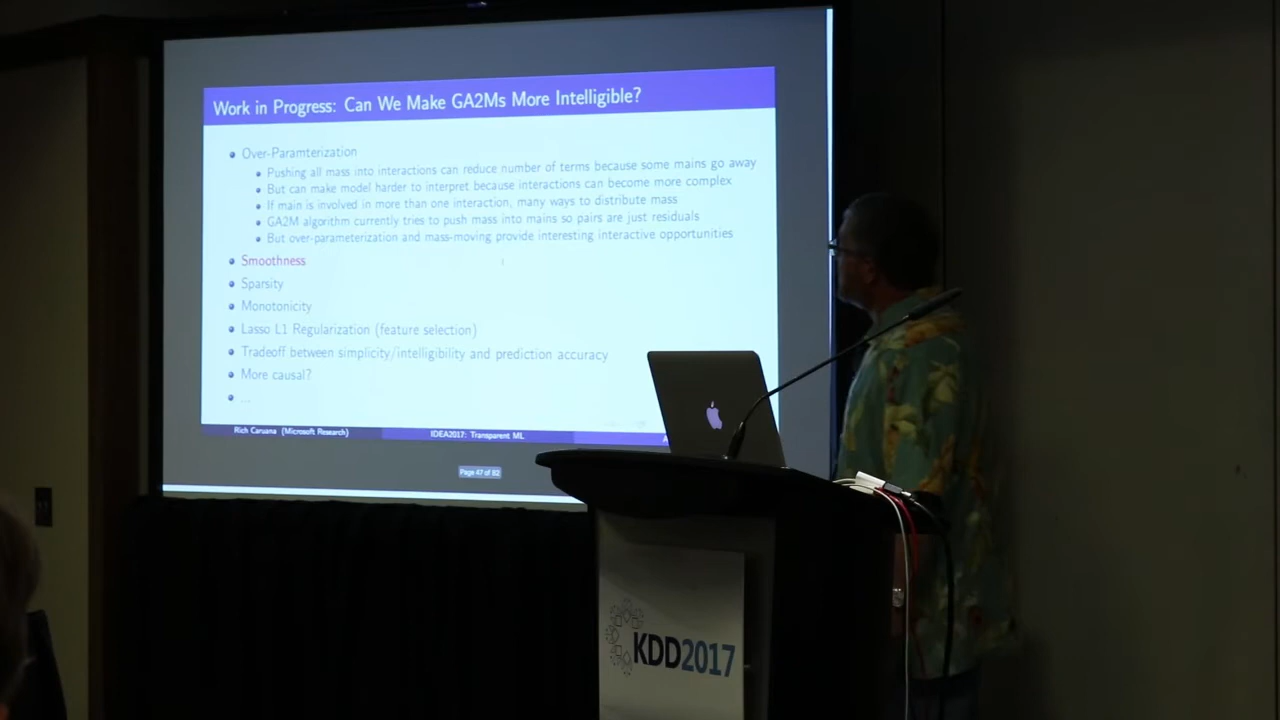 Work in Progress: Can We Make GA2Ms More Intelligible?
Over-Paramterization
Pushing all mass into interactions can reduce number of terms because some mains go away
But can make model harder to interpret because interactions can become more complex
If main is involved in more than one interaction, many ways to distribute mass
GA2M algorithm currently tries to push mass into mains so pairs are just residuals
But over-parameterization and mass-moving provide interesting interactive opportunities
Smoothness
Sparsity
Monotonicity
Lasso L1 Regularization (feature selection)
Tradeoff between simplicity/intelligibility and prediction accuracy
More causal?
...
Rich Caruana (Microsoft Research) IDEA2017: Transparent ML
Page 47 of 82
KDD2017